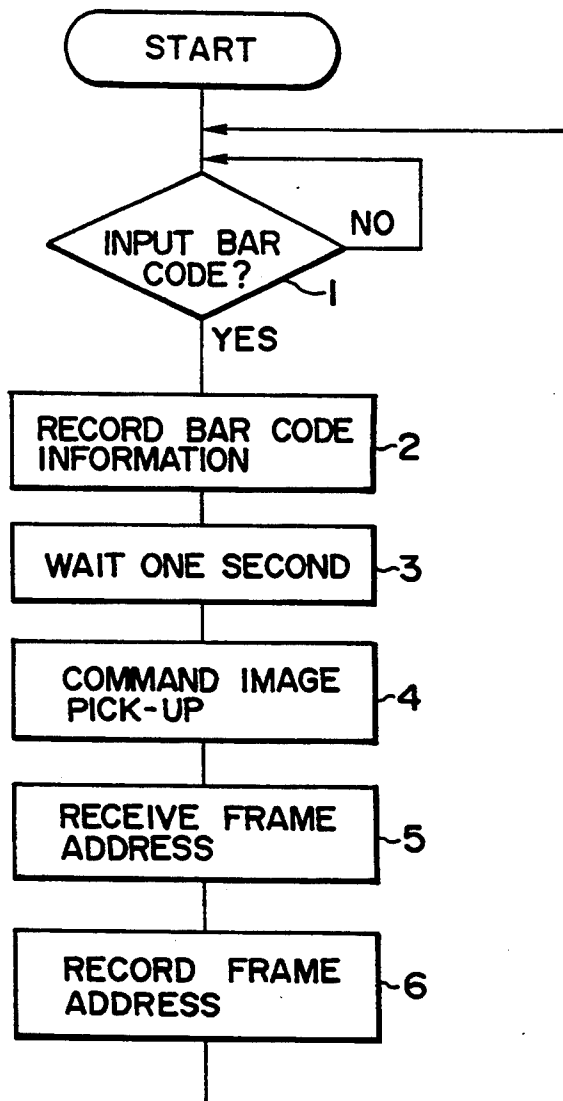 START
INPUT BAR
CODE?
NO
1
YES
RECORD BAR CODE
INFORMATION
2
WAIT ONE SECOND
3
COMMAND IMAGE
PICK-UP
4
RECEIVE FRAME
ADDRESS
5
RECORD FRAME
ADDRESS
6